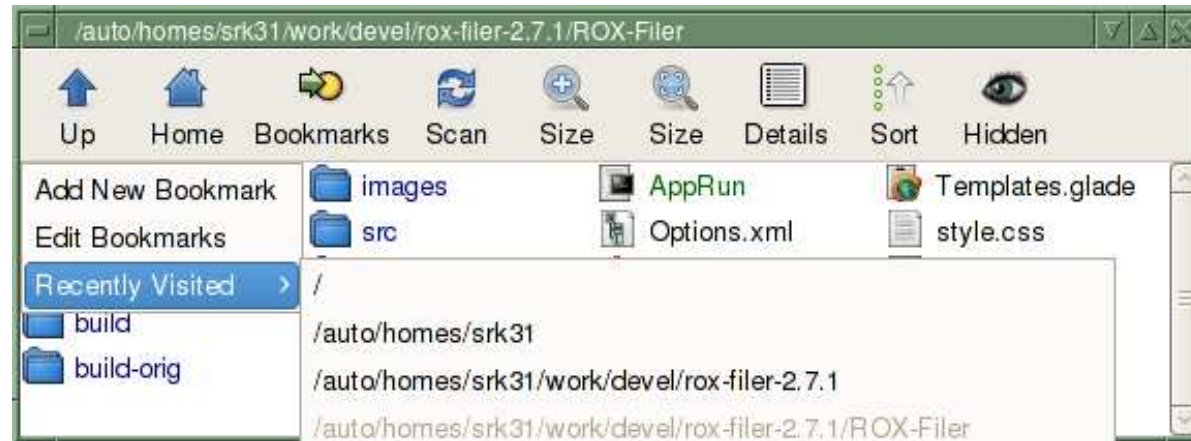 /auto/homes/srk31/work/devel/rox-filer-2.7.1/ROX-Filer
Up Home Bookmarks Scan Size Size Details Sort Hidden
Add New Bookmark images AppRun Templates.glade
Edit Bookmarks src Options.xml style.css
Recently Visited /
build
/auto/homes/srk31
build-orig
/auto/homes/srk31/work/devel/rox-filer-2.7.1
/auto/homes/srk31/work/devel/rox-filer-2.7.1/ROX-Filer